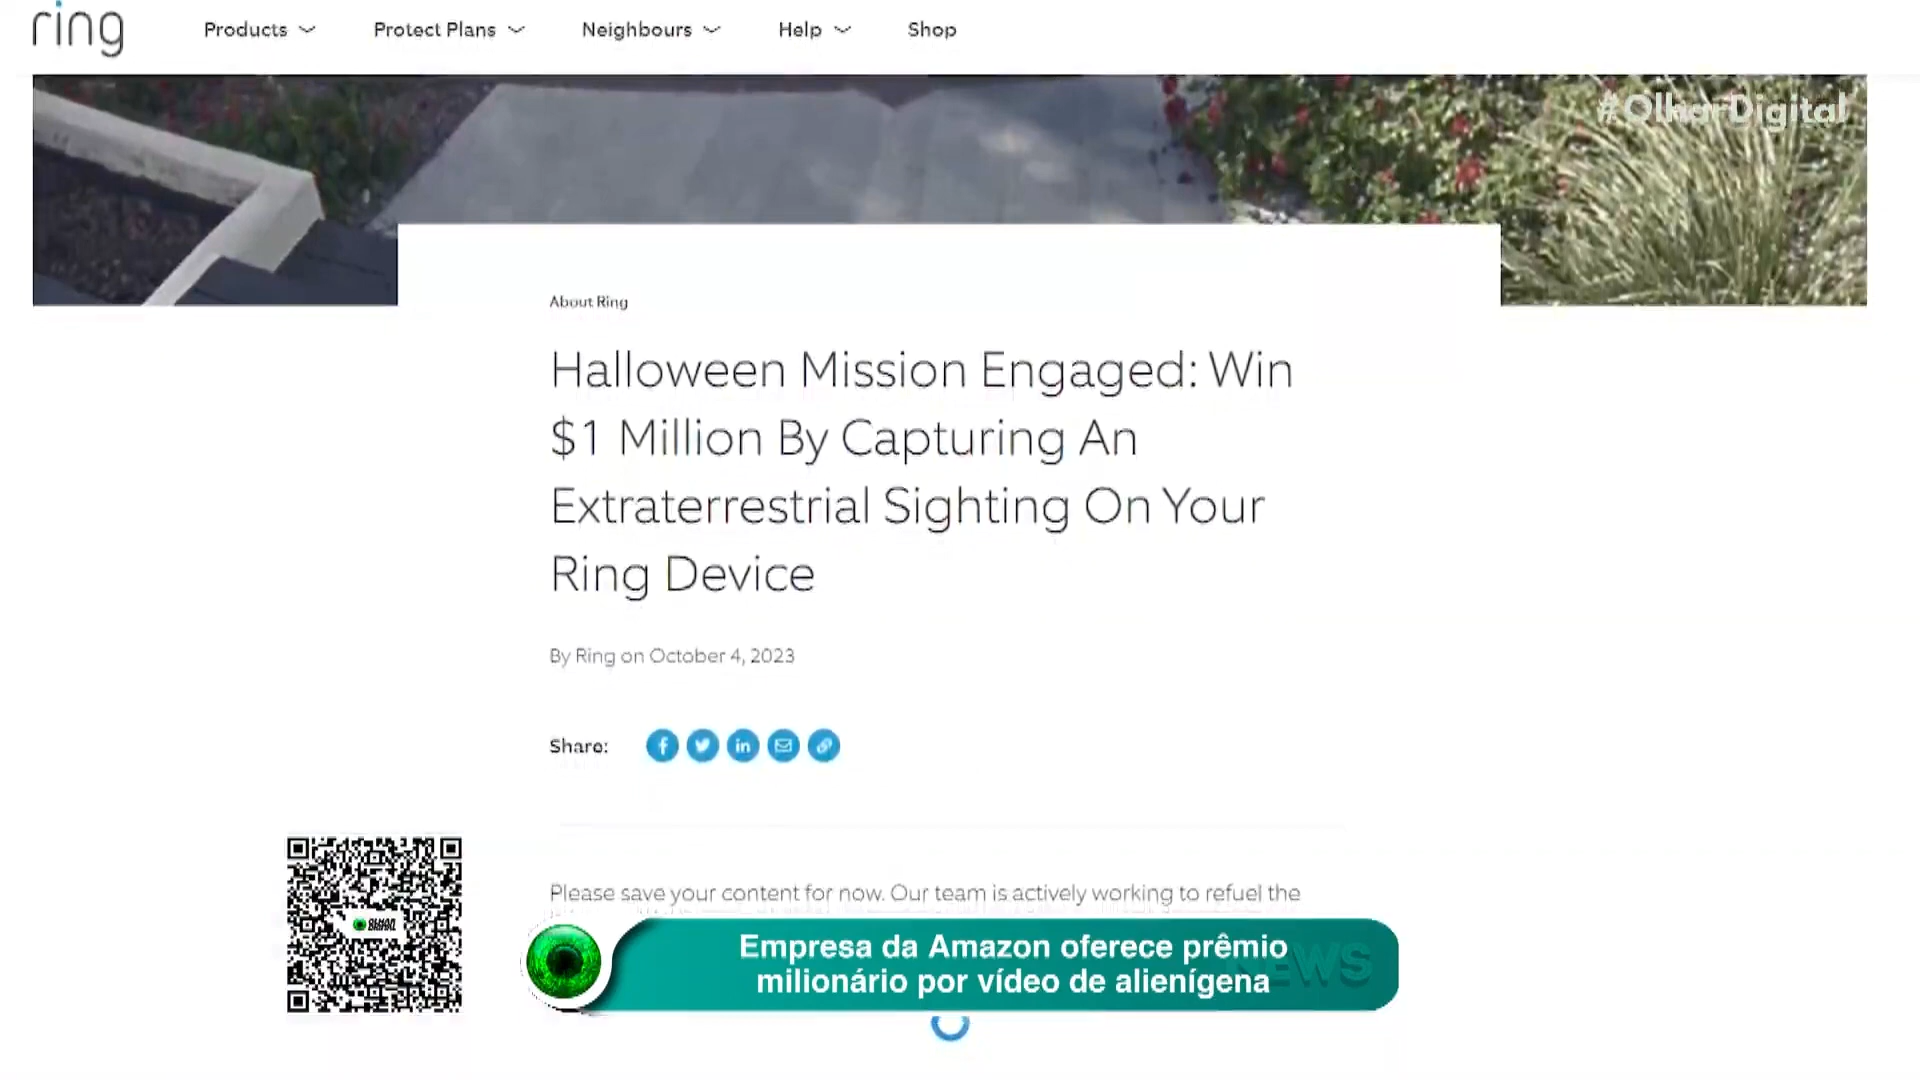 ring
Products
Protect Plans
Neighbours
Help
Shop
#OlharDigital
About Ring
Halloween Mission Engaged: Win
$1 Million By Capturing An
Extraterrestrial Sighting On Your
Ring Device
By Ring on October 4, 2023
Share:
Please save your content for now. Our team is actively working to refuel the
Empresa da Amazon oferece prêmio
milionário por vídeo de alienígena
NEWS